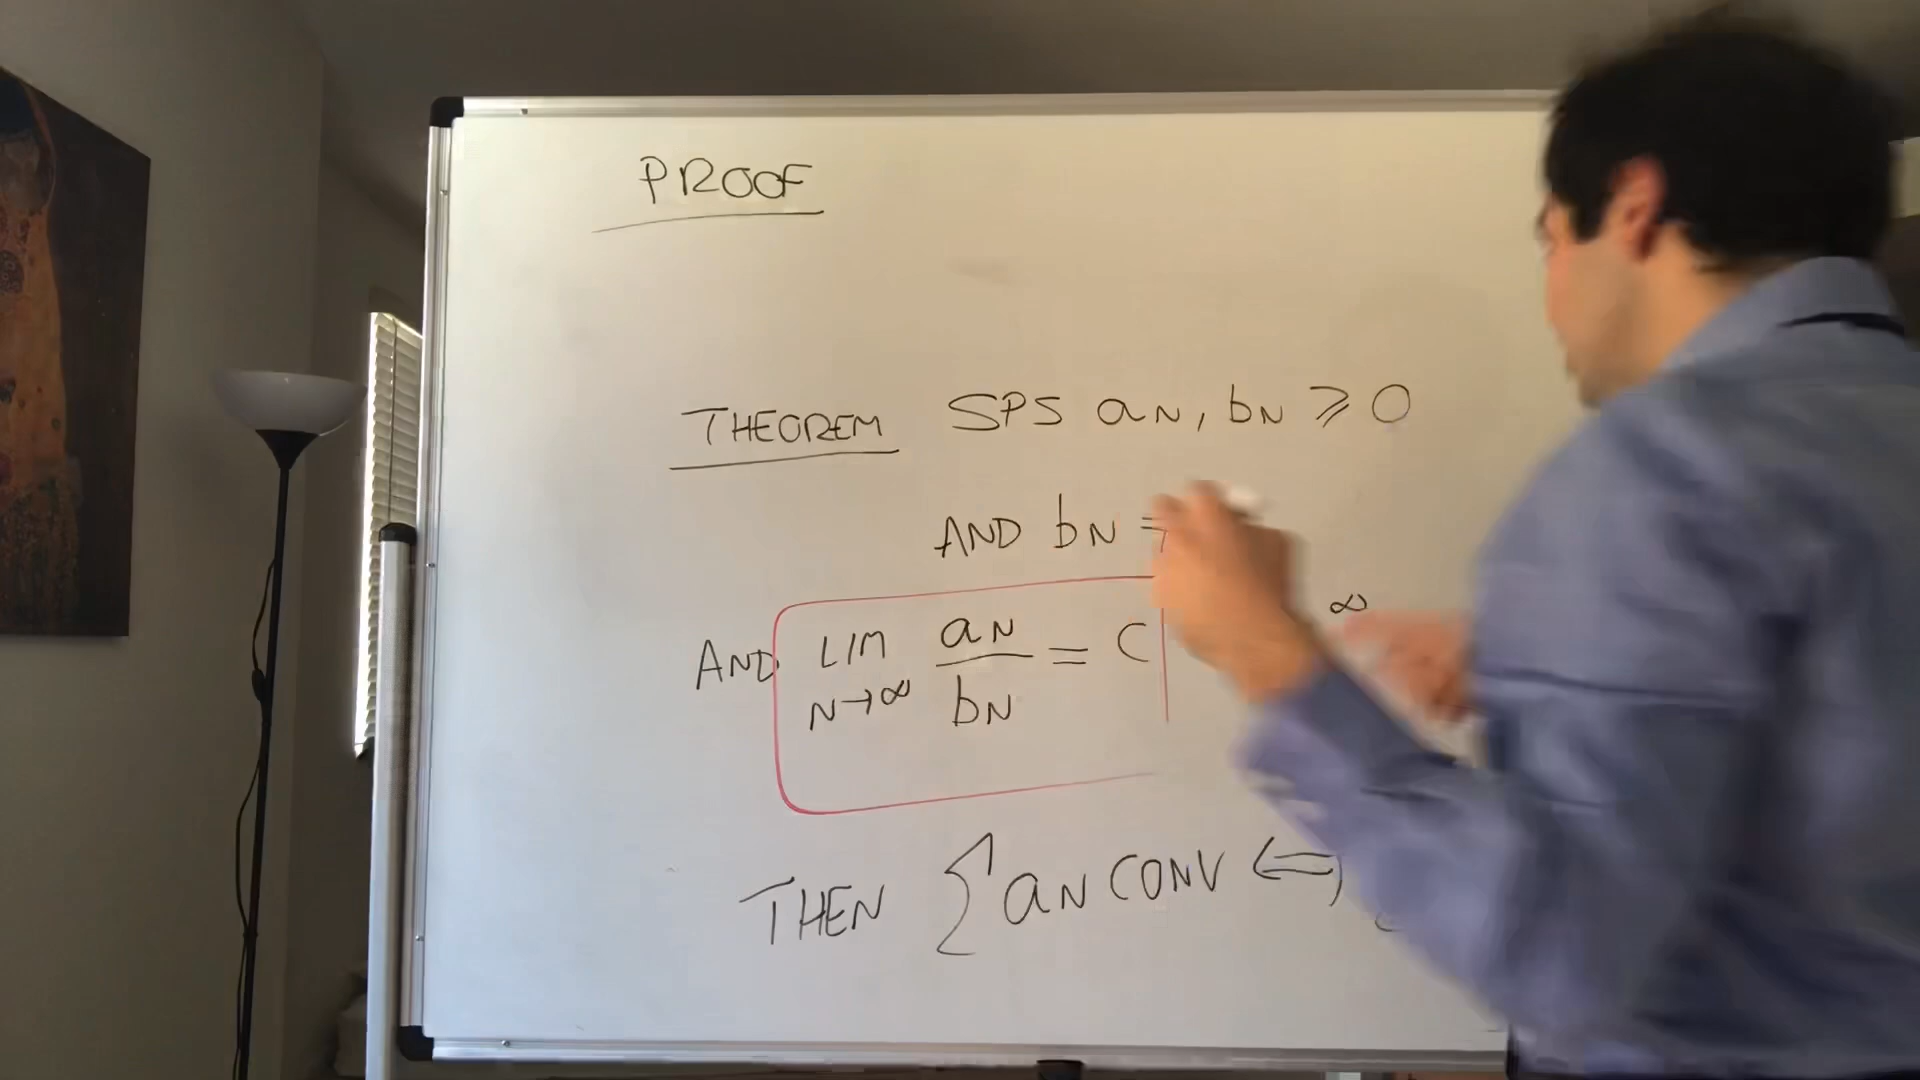 PROOF
THEOREM SPS aN, bN ⩾ 0
AND bN
AND LIM N→∞ aN/bN = C ∞
THEN Σ aN CONV ⇐